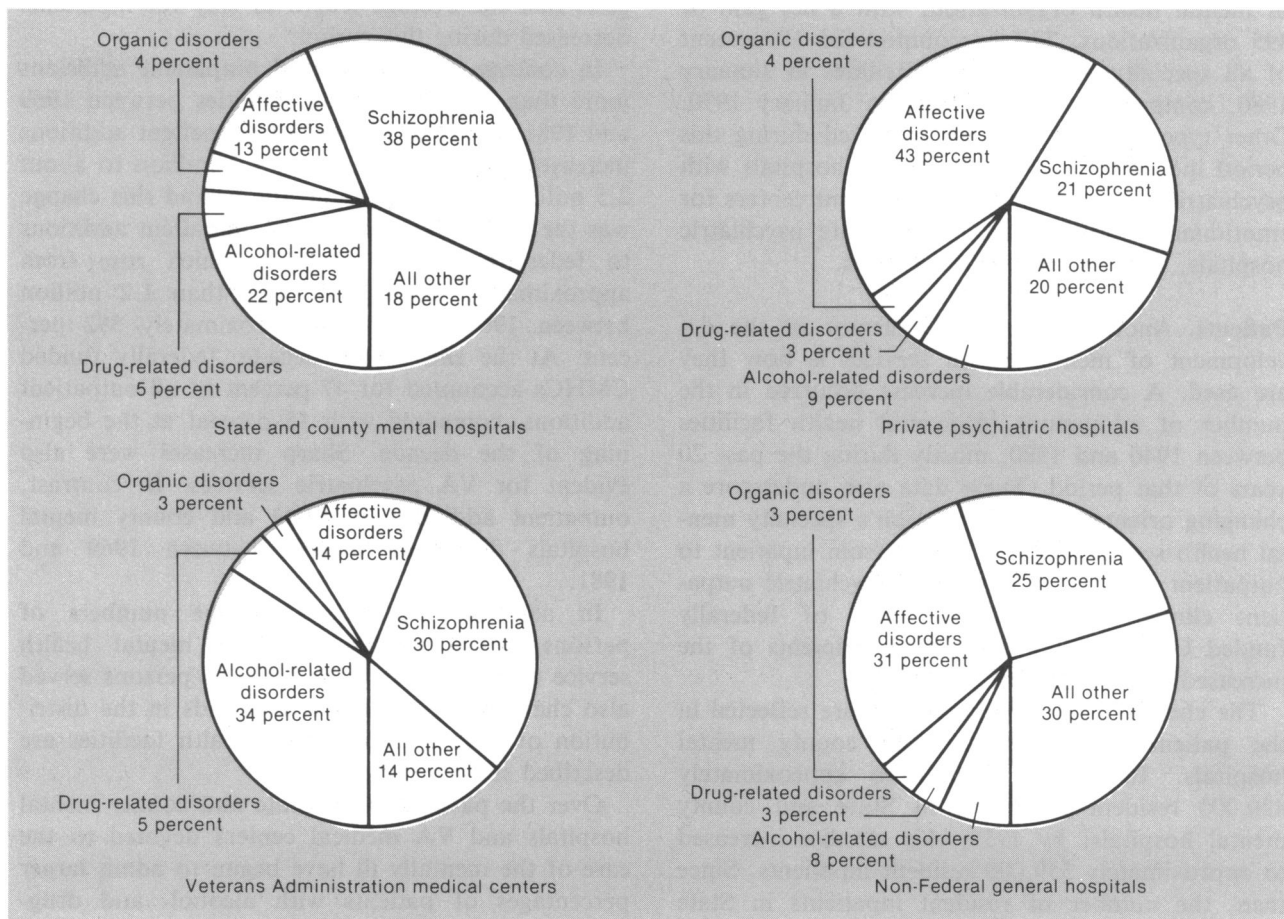 Organic disorders
4 percent
Affective
disorders
13 percent
Schizophrenia
38 percent
Alcohol-related
disorders
22 percent
All other
18 percent
Drug-related disorders
5 percent
State and county mental hospitals
Organic disorders
4 percent
Affective
disorders
43 percent
Schizophrenia
21 percent
All other
20 percent
Drug-related disorders
3 percent
Alcohol-related disorders
9 percent
Private psychiatric hospitals
Organic disorders
3 percent
Affective disorders
14 percent
Schizophrenia
30 percent
Alcohol-related
disorders
34 percent
All other
14 percent
Drug-related disorders
5 percent
Veterans Administration medical centers
Organic disorders
3 percent
Schizophrenia
25 percent
Affective
disorders
31 percent
All other
30 percent
Drug-related disorders
3 percent
Alcohol-related disorders
8 percent
Non-Federal general hospitals